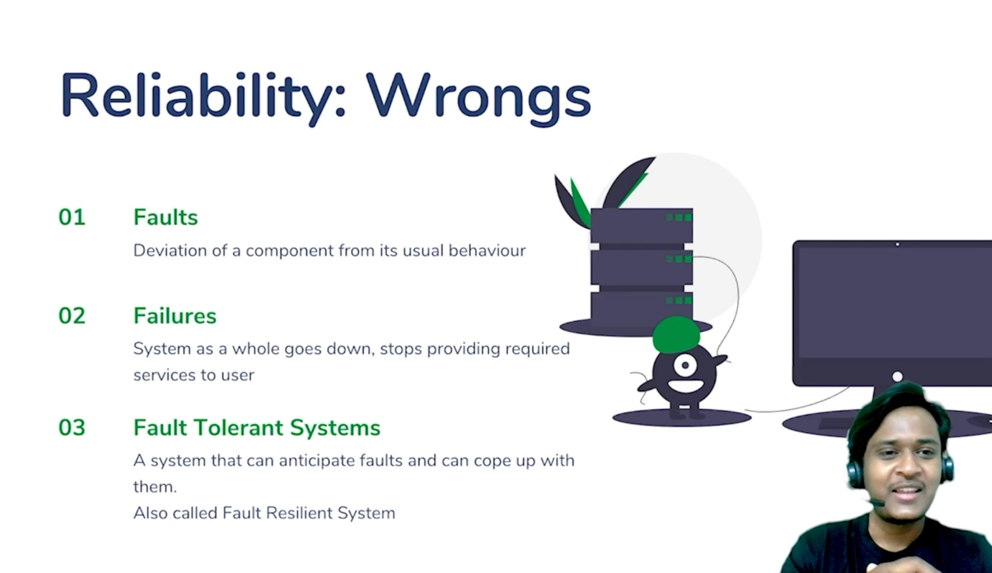 Reliability: Wrongs
01 Faults
Deviation of a component from its usual behaviour
02 Failures
System as a whole goes down, stops providing required
services to user
03 Fault Tolerant Systems
A system that can anticipate faults and can cope up with
them.
Also called Fault Resilient System